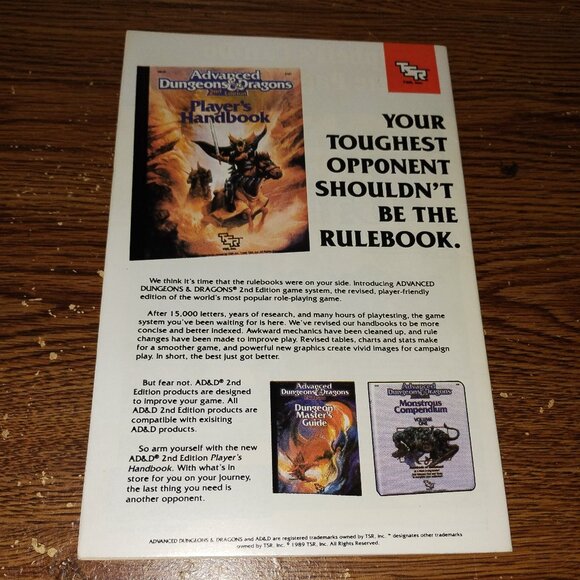 TSR
Advanced
Dungeons & Dragons
2nd Edition
Player's
Handbook
TSR
YOUR
TOUGHEST
OPPONENT
SHOULDN'T
BE THE
RULEBOOK.
We think it's time that the rulebooks were on your side. Introducing ADVANCED
DUNGEONS & DRAGONS® 2nd Edition game system, the revised, player-friendly
edition of the world's most popular role-playing game.
After 15,000 letters, years of research, and many hours of playtesting, the game
system you've been waiting for is here. We've revised our handbooks to be more
concise and better indexed. Awkward mechanics have been cleaned up, and rule
changes have been made to improve play. Revised tables, charts and stats make
for a smoother game, and powerful new graphics create vivid images for campaign
play. In short, the best just got better.
But fear not. AD&D® 2nd
Edition products are designed
to improve your game. All
AD&D 2nd Edition products are
compatible with exisiting
AD&D products.
So arm yourself with the new
AD&D® 2nd Edition Player's
Handbook. With what's in
store for you on your journey,
the last thing you need is
another opponent.
Advanced
Dungeons & Dragons
Dungeon
Master's
Guide
Advanced
Dungeons & Dragons
Monstrous
Compendium
VOLUME
ONE
TSR
ADVANCED DUNGEONS & DRAGONS and AD&D are registered trademarks owned by TSR, Inc. ™ designates other trademarks
owned by TSR, Inc. © 1989 TSR, Inc. All Rights Reserved.